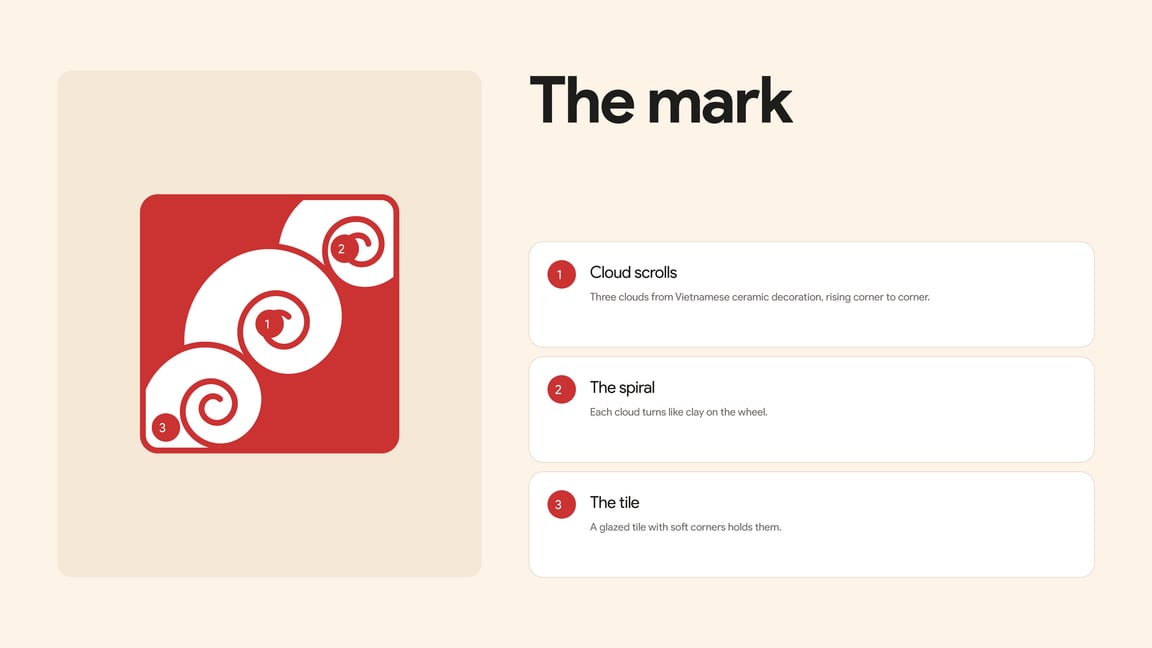 The mark
2
1
3
1
Cloud scrolls
Three clouds from Vietnamese ceramic decoration, rising corner to corner.
2
The spiral
Each cloud turns like clay on the wheel.
3
The tile
A glazed tile with soft corners holds them.